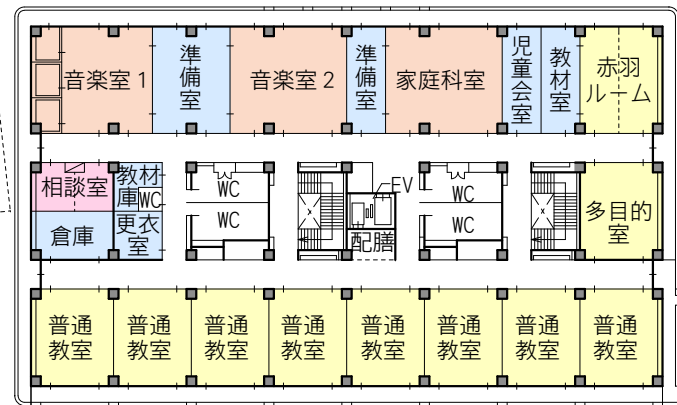 音楽室1
準備室
音楽室2
準備室
家庭科室
児童会室
教材室
赤羽
ルーム
相談室
教材
庫
WC
倉庫
更衣
室
WC
WC
EV
配膳
WC
WC
多目的
室
普通
教室
普通
教室
普通
教室
普通
教室
普通
教室
普通
教室
普通
教室
普通
教室